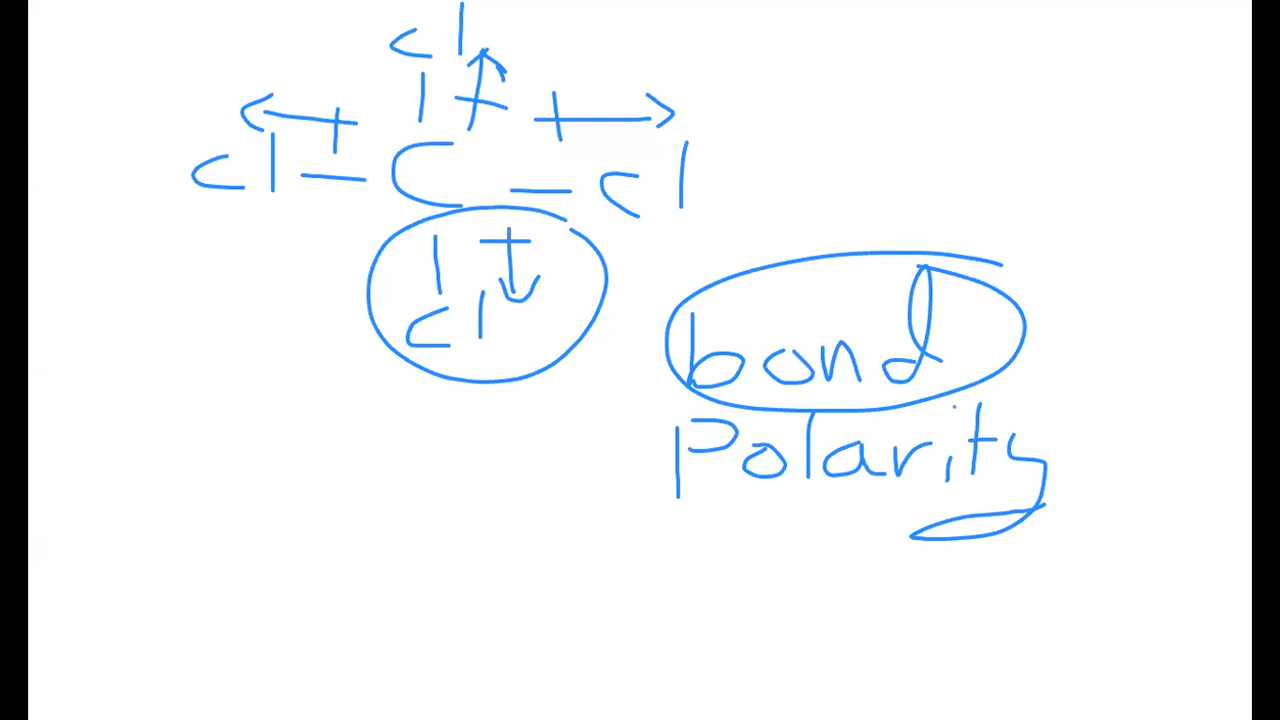 cl
cl - C - cl
cl
bond
Polarity